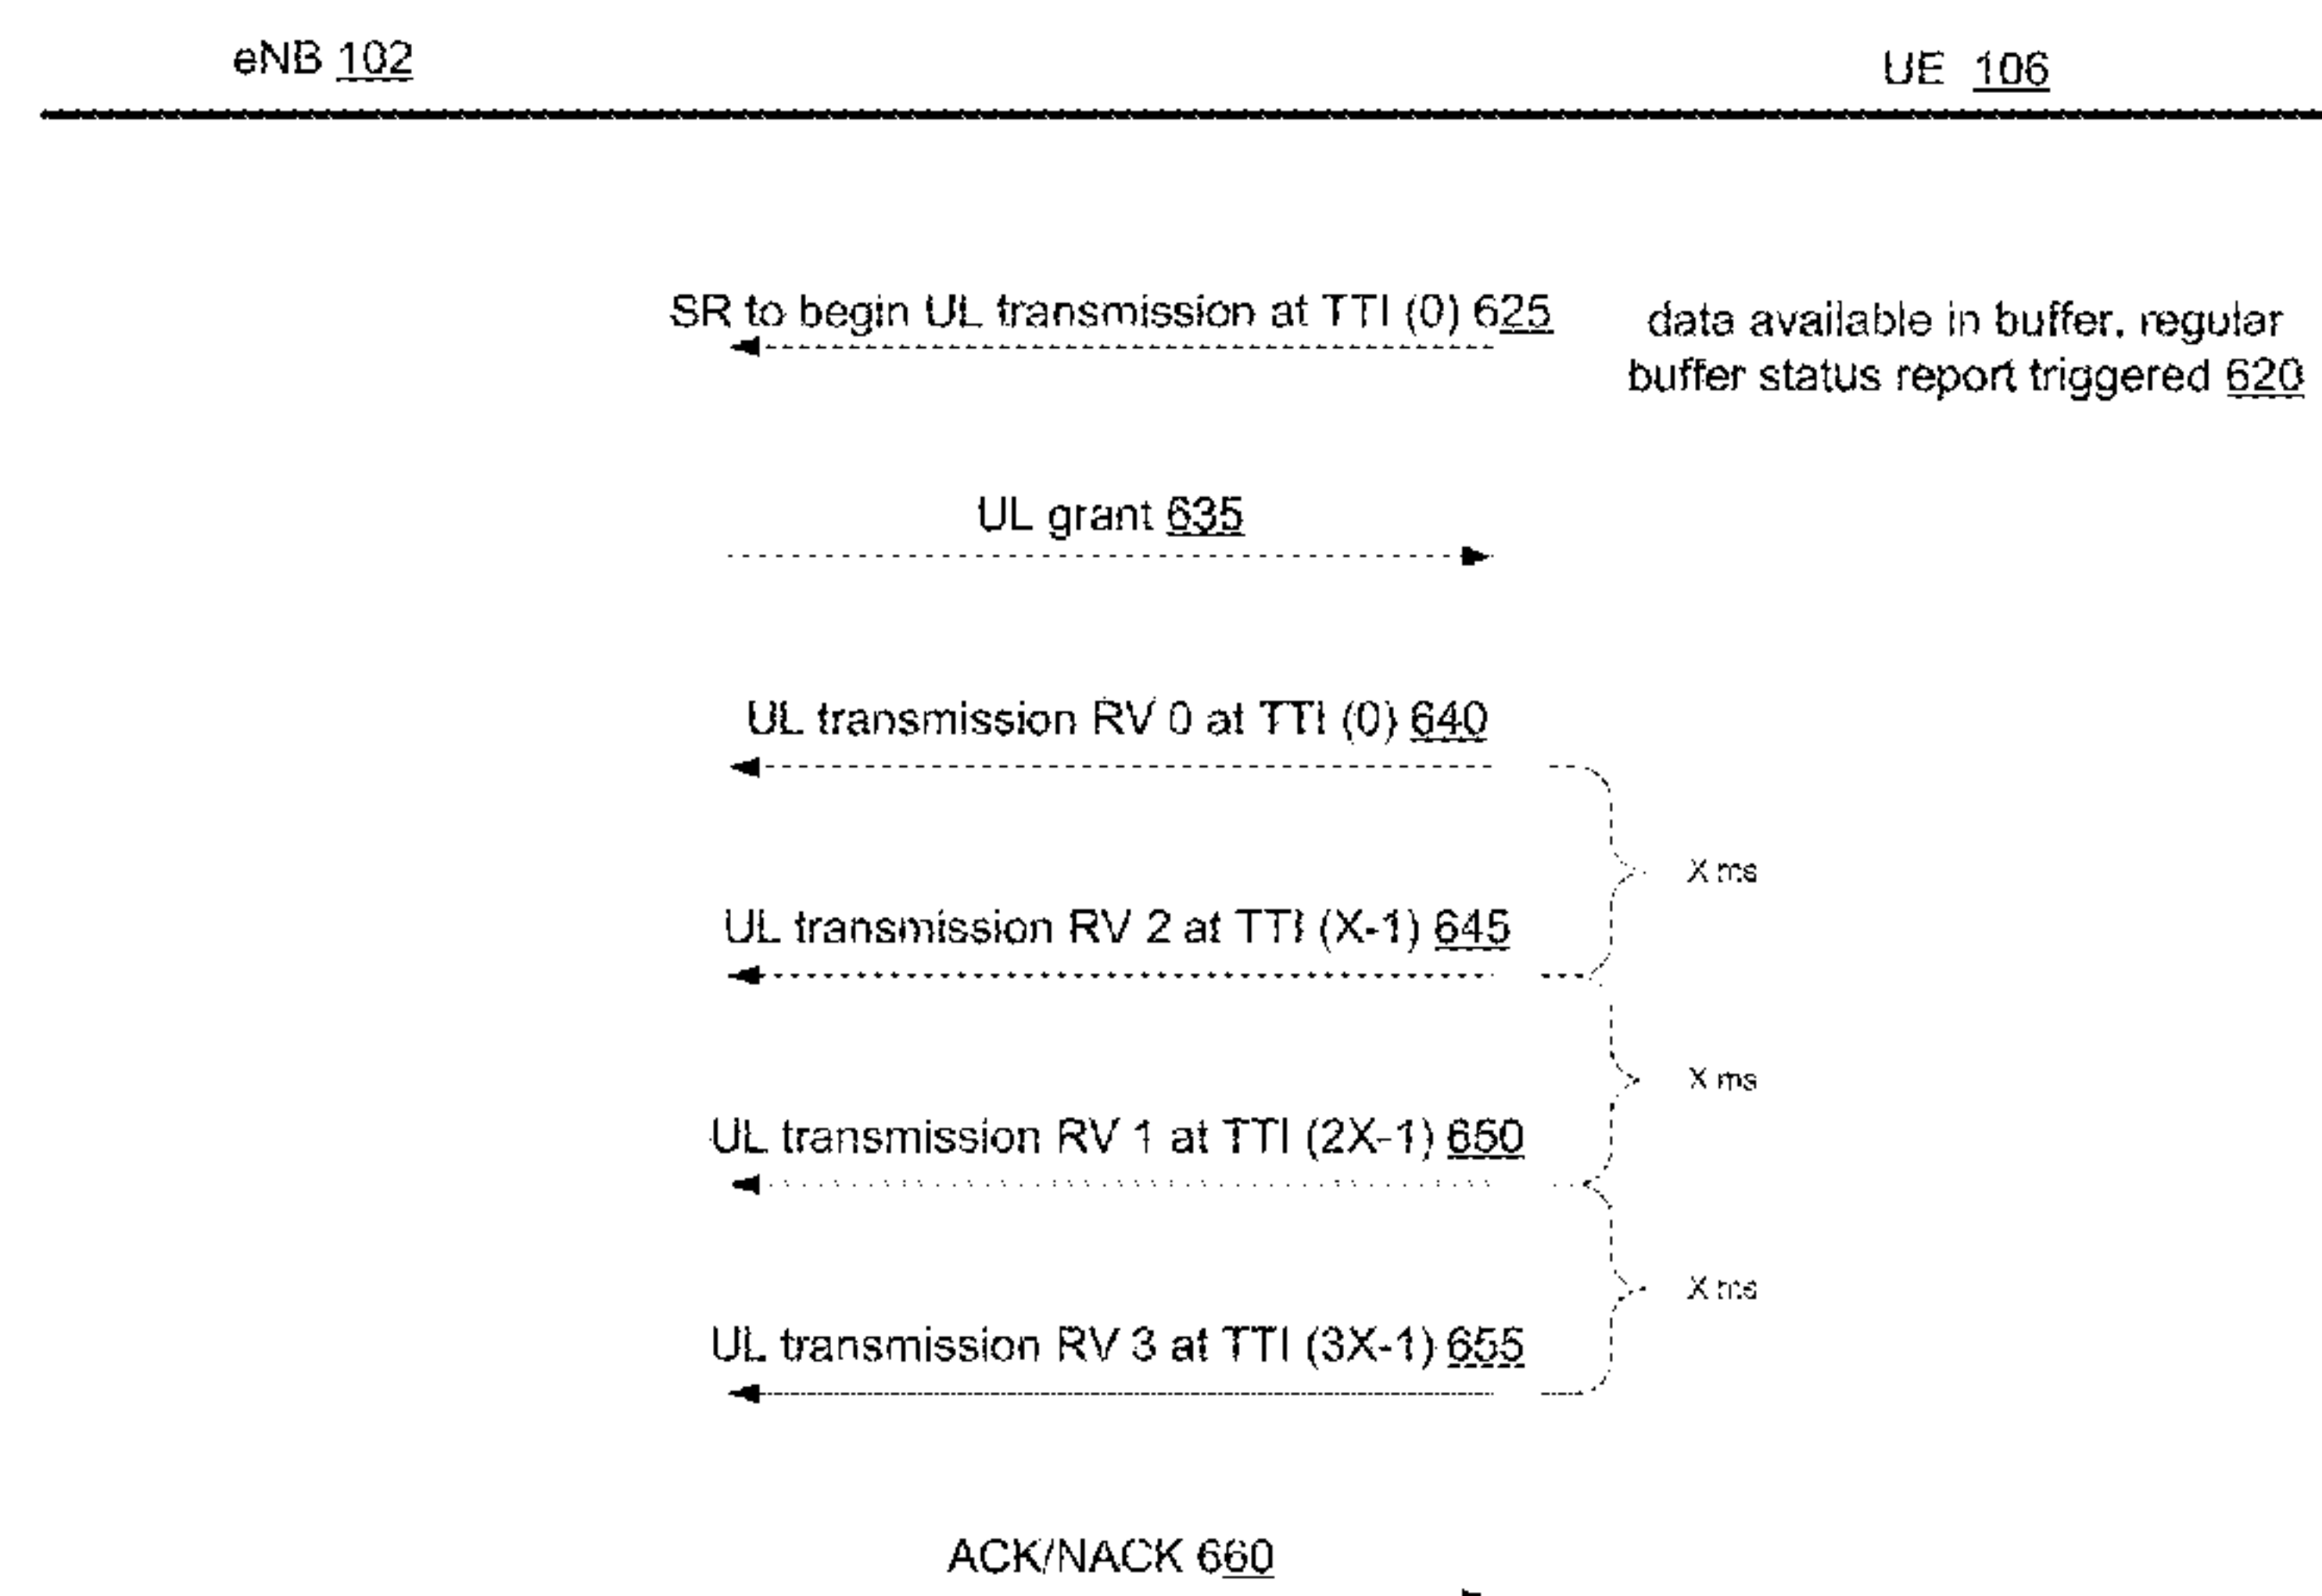 eNB 102
UE 106
SR to begin UL transmission at TTI (0) 625
data available in buffer, regular
buffer status report triggered 620
UL grant 635
UL transmission RV 0 at TTI (0) 640
X ms
UL transmission RV 2 at TTI (X-1) 645
X ms
UL transmission RV 1 at TTI (2X-1) 650
X ms
UL transmission RV 3 at TTI (3X-1) 655
ACK/NACK 660